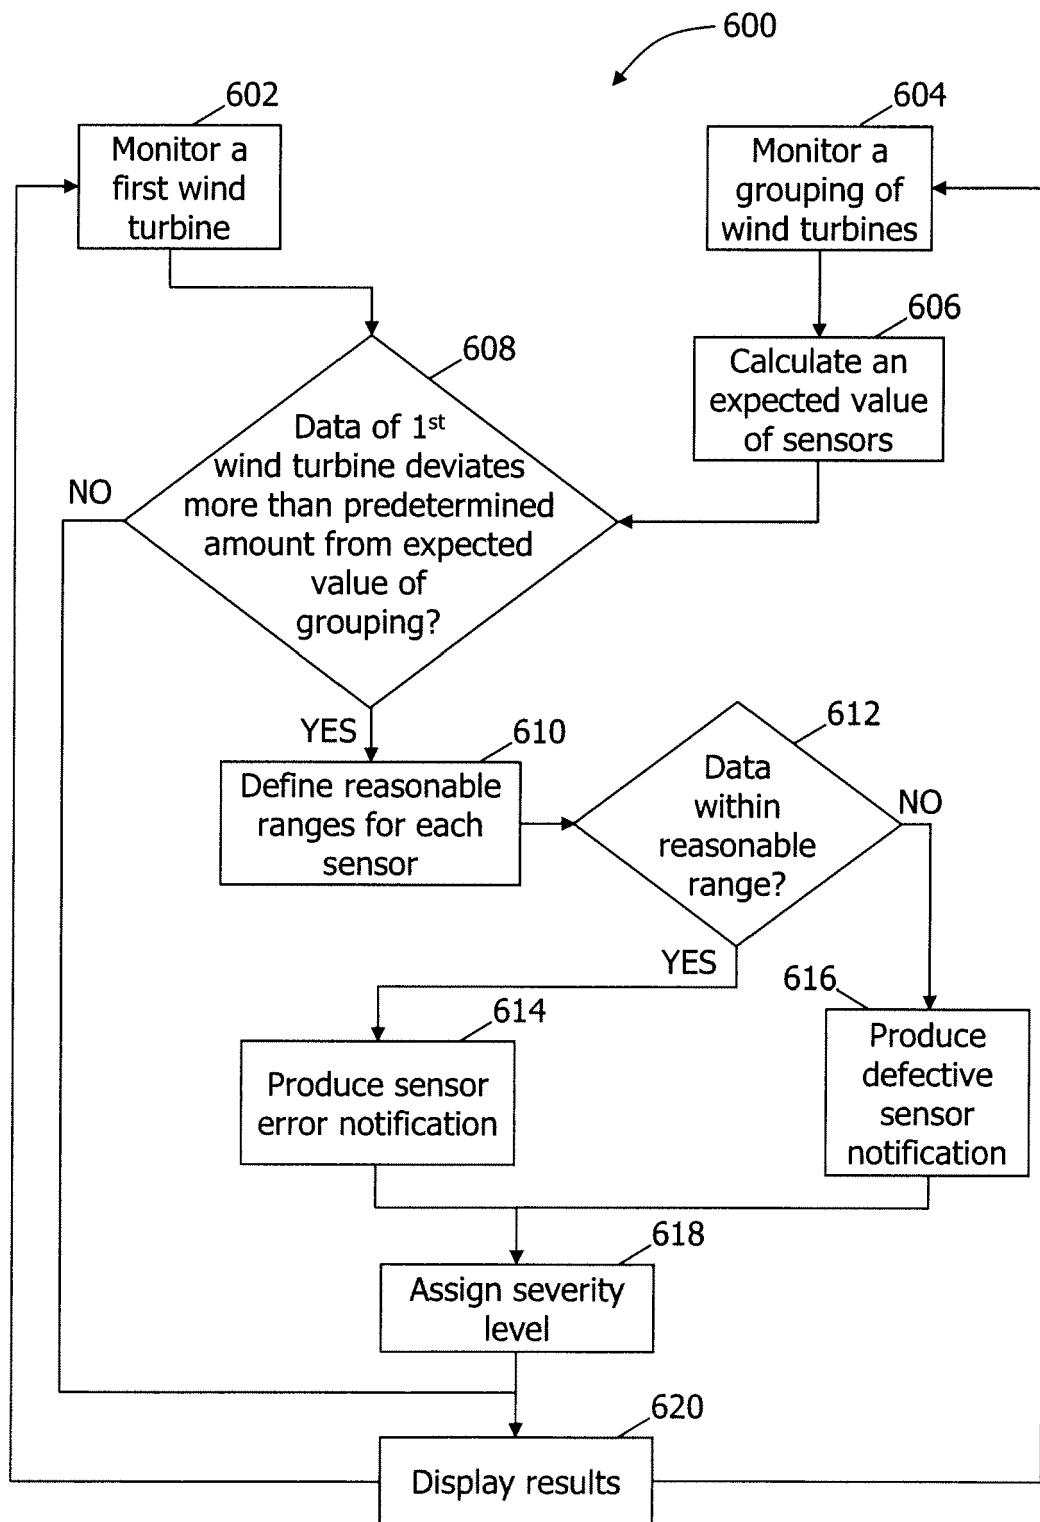 600
602
Monitor a
first wind
turbine
604
Monitor a
grouping of
wind turbines
606
Calculate an
expected value
of sensors
608
Data of 1st
wind turbine deviates
more than predetermined
amount from expected
value of
grouping?
NO
YES
610
Define reasonable
ranges for each
sensor
612
Data
within
reasonable
range?
NO
YES
614
Produce sensor
error notification
616
Produce
defective
sensor
notification
618
Assign severity
level
620
Display results